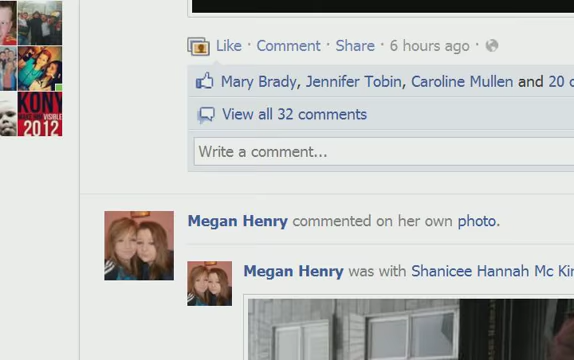 Like · Comment · Share · 6 hours ago ·
Mary Brady, Jennifer Tobin, Caroline Mullen and 20
View all 32 comments
Write a comment...
KONY
VISIBLE
2012
Megan Henry commented on her own photo.
Megan Henry was with Shanicee Hannah Mc